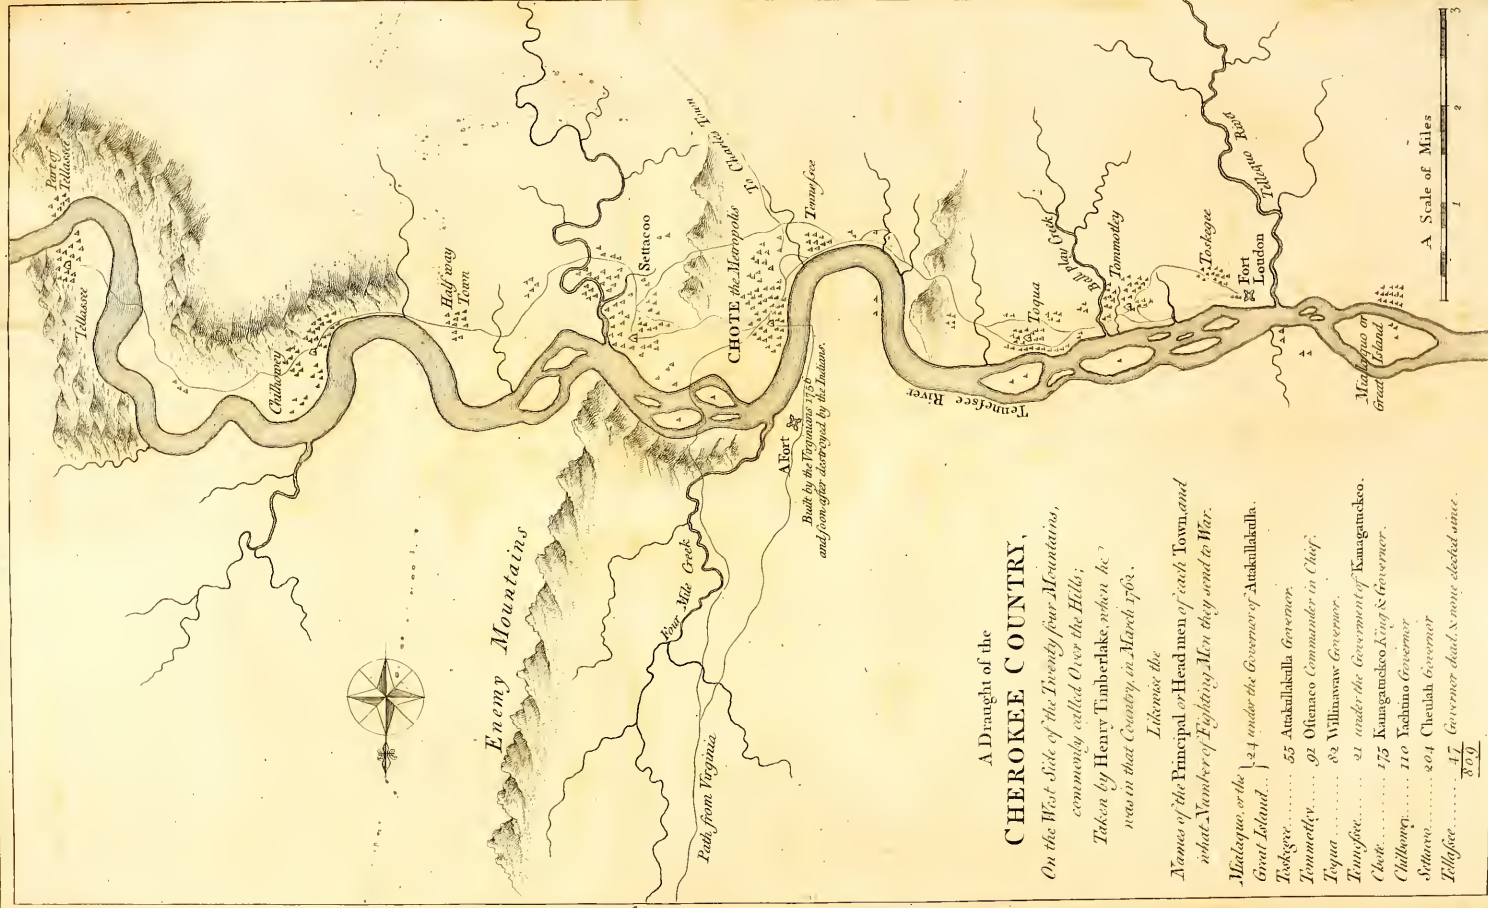 A Draught of the
CHEROKEE COUNTRY,
On the West Side of the Twenty four Mountains,
commonly called Over the Hills;
Taken by Henry Timberlake, when he
was in that Country, in March 1762.
Likewise the
Names of the Principal or Head men of each Town, and
what Number of Fighting Men they send to War.
Mialaquo, or the
Great Island... } 24 under the Governor of Attakullakulla.
Toskegee........ 55 Attakullakulla Governor.
Tommotley..... 92 Ostenaco Commander in Chief.
Toqua ......... 82 Willinawaw Governor.
Tennessee..... 21 under the Government of Kanagatuckco.
Chote.......... 175 Kanagatuckco King & Governor.
Chilhowey...... 110 Yachtino Governor
Settacoo........ 204 Cheulah Governor
Tellassee........ 47 Governor dead, & none elected since.
809
Part of
Tellassee
Tellassee
Chilhowey
Half way
Town
Settacoo
CHOTE the Metropolis
To Charles Town
Tennessee
Enemy Mountains
A Fort
Built by the Virginians 1756
and soon after destroyed by the Indians.
Four Mile Creek
Path from Virginia
Tennessee River
Toqua
Ball Play Creek
Tommotley
Toskegee
Fort
Loudon
Telloquo River
Mialaquo or
Great Island
A Scale of Miles
1
2
3